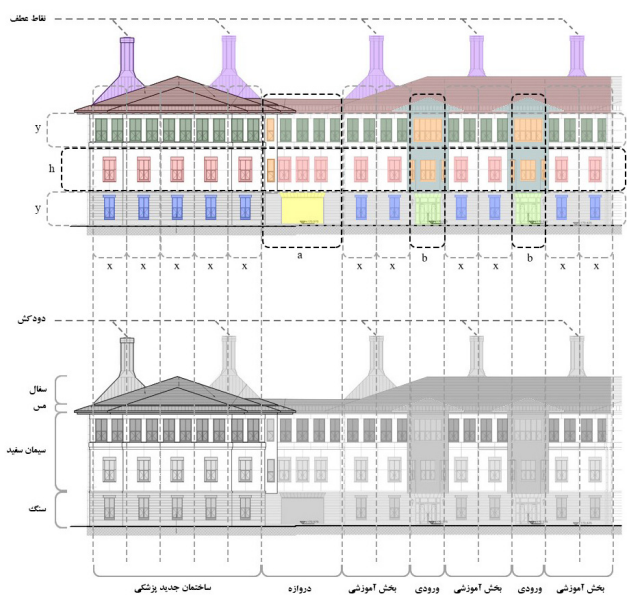 نقاط عطف
y
h
y
x x x x x a x x b x x b x x
دودکش
سفال
مس
سیمان سفید
سنگ
ساختمان جدید پزشکی دروازه بخش آموزشی ورودی بخش آموزشی ورودی بخش آموزشی